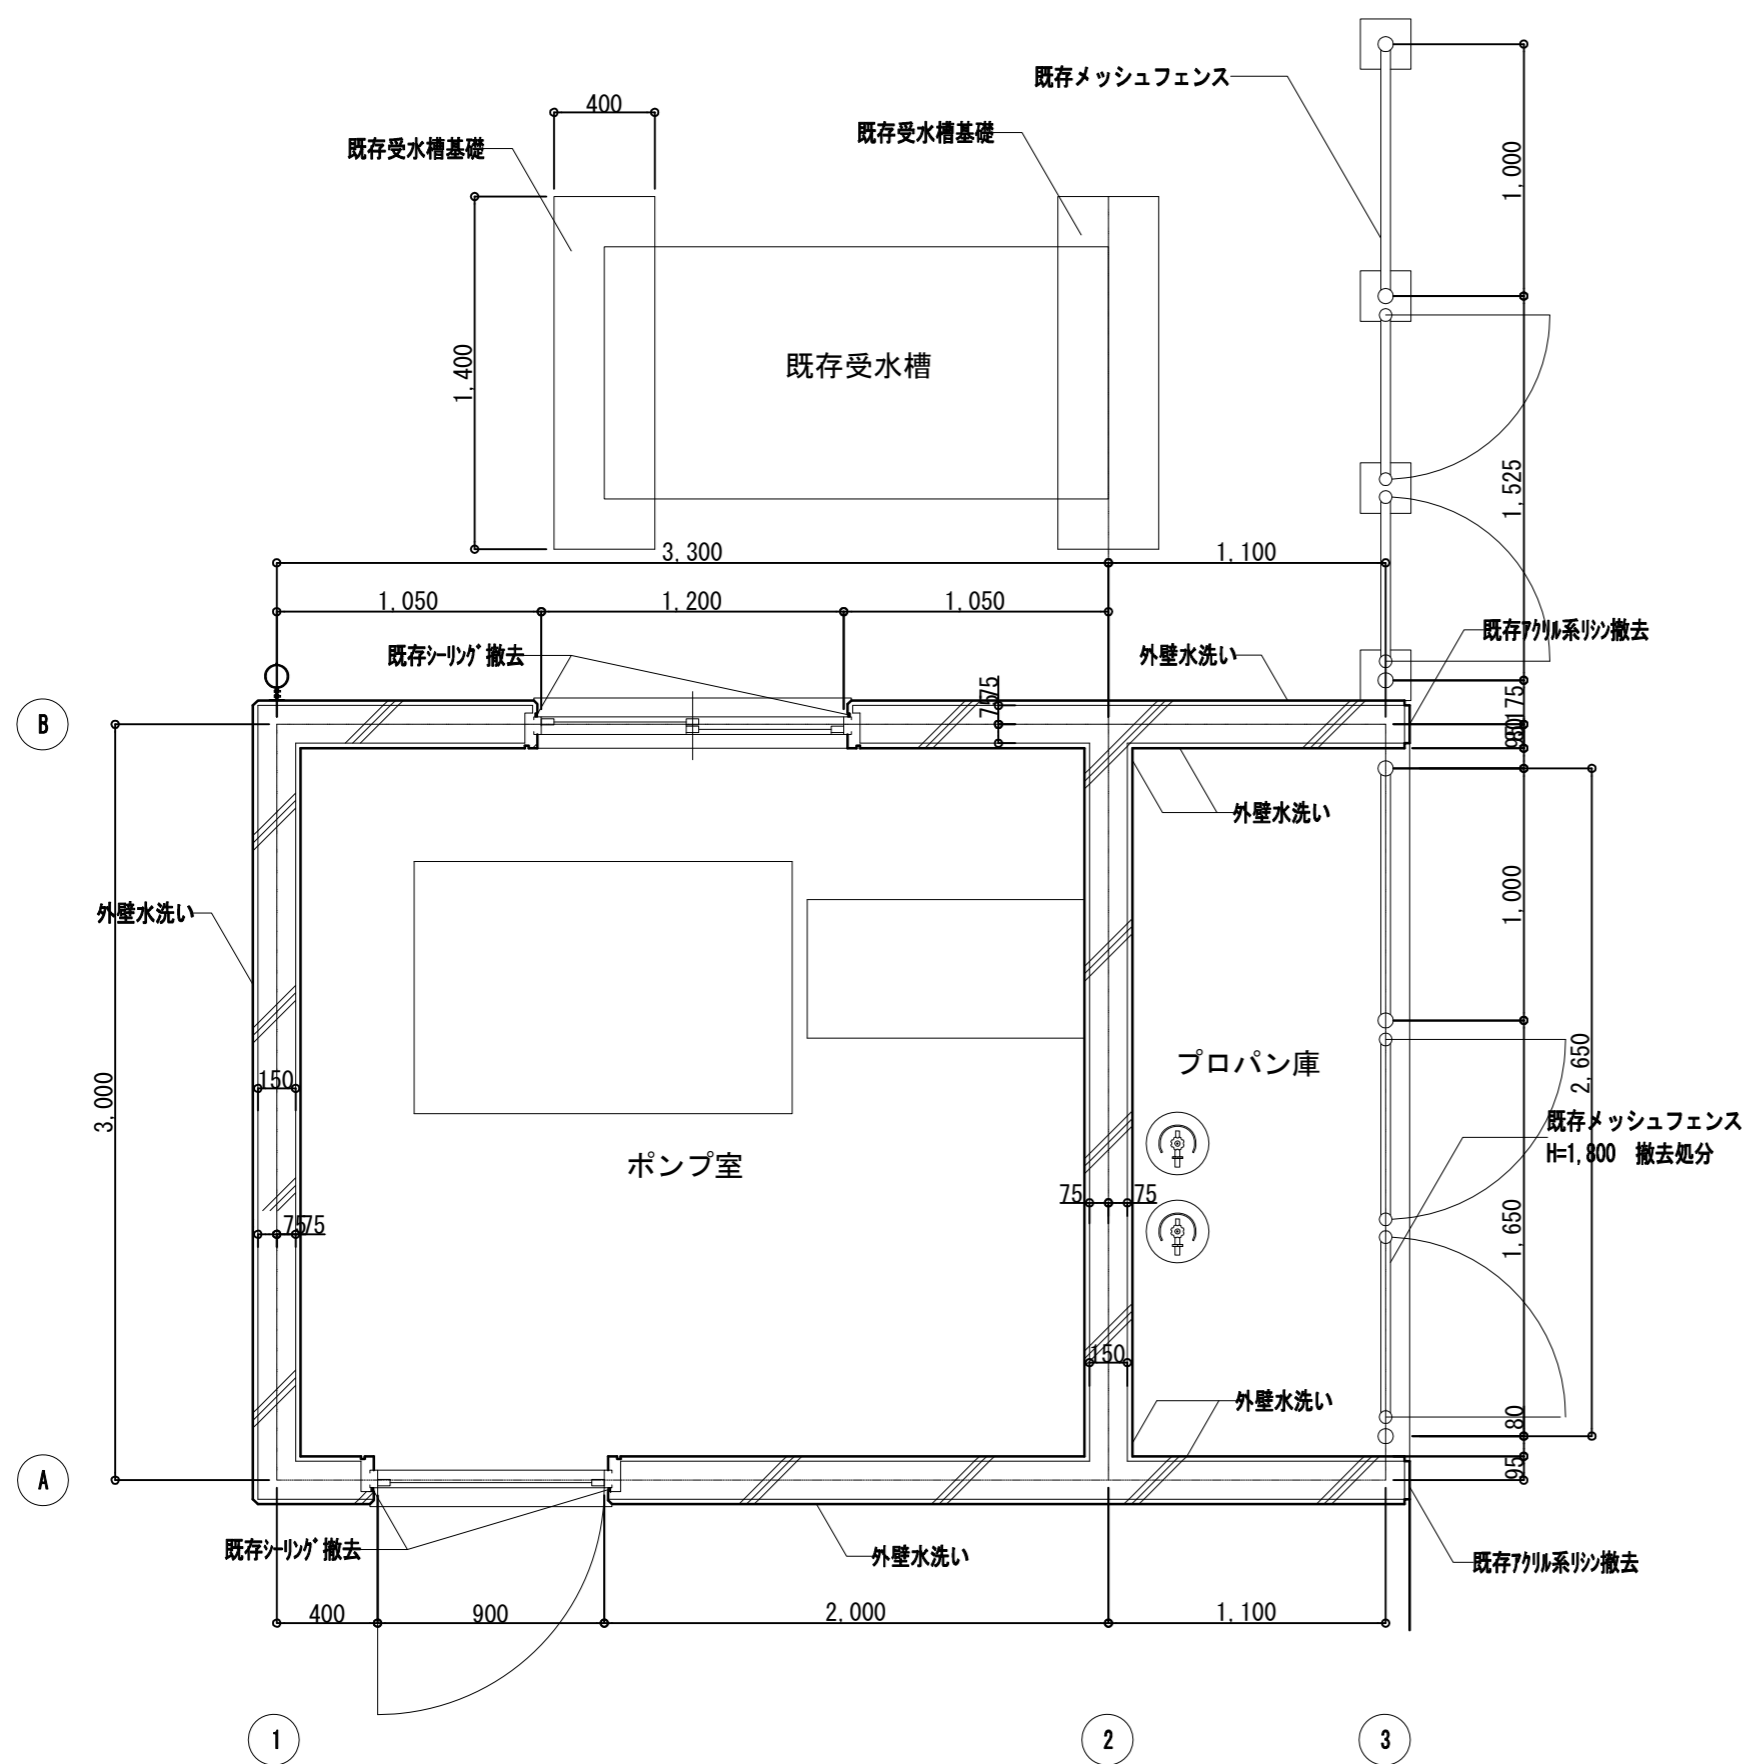 400
既存メッシュフェンス
既存受水槽基礎
既存受水槽基礎
1,000
1,400
既存受水槽
1,525
3,300
1,100
1,050
1,200
1,050
既存シーリング撤去
外壁水洗い
既存アクリル系リシン撤去
75
75
175
B
外壁水洗い
外壁水洗い
1,000
3,000
150
プロパン庫
2,650
既存メッシュフェンス
H=1,800 撤去処分
ポンプ室
75
75
75
75
1,650
150
外壁水洗い
80
95
A
既存シーリング撤去
外壁水洗い
既存アクリル系リシン撤去
400
900
2,000
1,100
1
2
3